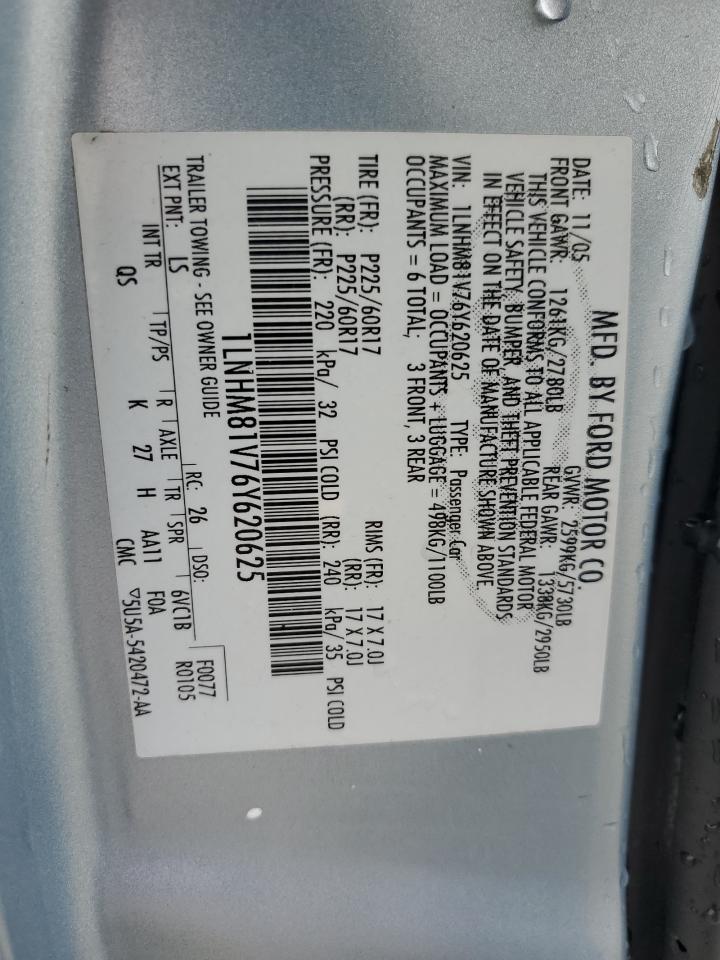 MFD. BY FORD MOTOR CO.
DATE: 11/05 GVWR: 2599KG/5730LB
FRONT GAWR: 1261KG/2780LB REAR GAWR: 1338KG/2950LB
THIS VEHICLE CONFORMS TO ALL APPLICABLE FEDERAL MOTOR
VEHICLE SAFETY, BUMPER, AND THEFT PREVENTION STANDARDS
IN EFFECT ON THE DATE OF MANUFACTURE SHOWN ABOVE
VIN: 1LNHM81V76Y620625 TYPE: Passenger Car
MAXIMUM LOAD = OCCUPANTS + LUGGAGE = 498KG/1100LB
OCCUPANTS = 6 TOTAL; 3 FRONT, 3 REAR
TIRE (FR): P225/60R17 RIMS (FR): 17 X 7.0J
(RR): P225/60R17 (RR): 17 X 7.0J
PRESSURE (FR): 220 kPa/ 32 PSI COLD (RR): 240 kPa/ 35 PSI COLD
1LNHM81V76Y620625
TRAILER TOWING - SEE OWNER GUIDE
EXT PNT: LS RC: 26 DSO: F0077
R0105
INT TR TP/PS R AXLE TR SPR 6VC1B
QS K 27 H AA11 F0A
CMC ▽5U5A-5420472-AA